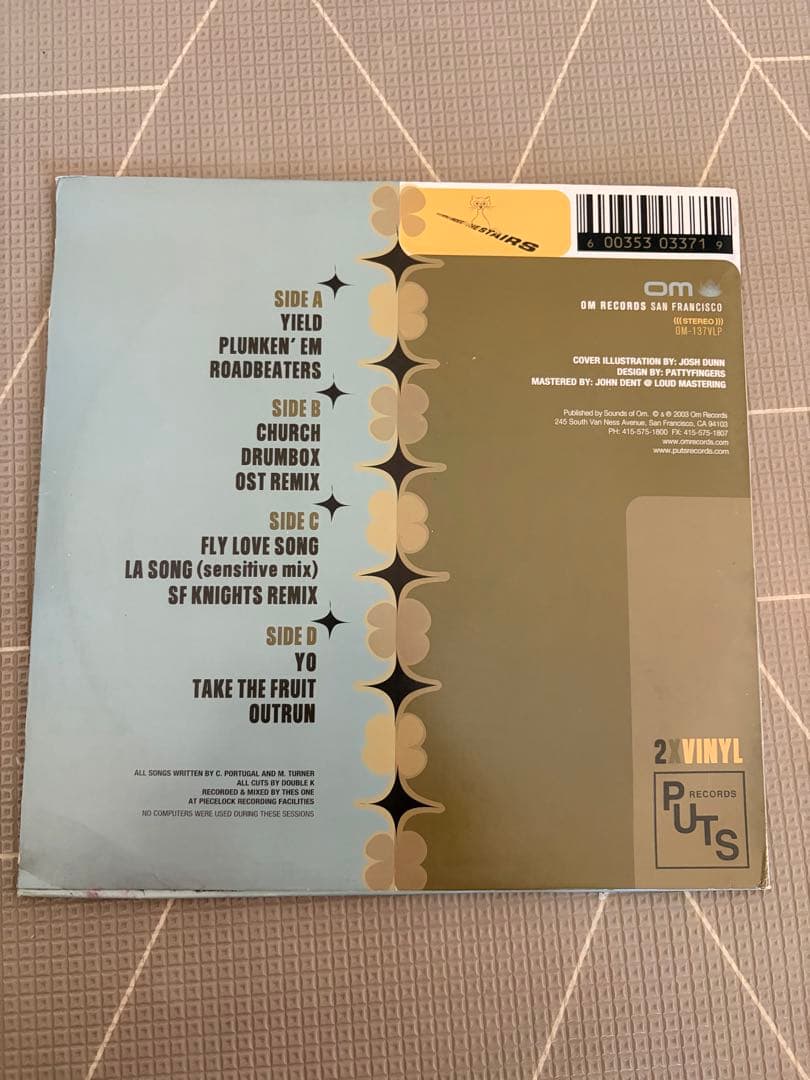 SIDE A
YIELD
PLUNKEN' EM
ROADBEATERS
SIDE B
CHURCH
DRUMBOX
OST REMIX
SIDE C
FLY LOVE SONG
LA SONG (sensitive mix)
SF KNIGHTS REMIX
SIDE D
YO
TAKE THE FRUIT
OUTRUN
ALL SONGS WRITTEN BY C. PORTUGAL AND M. TURNER
ALL CUTS BY DOUBLE K
RECORDED & MIXED BY THES ONE
AT PIECELOCK RECORDING FACILITIES
NO COMPUTERS WERE USED DURING THESE SESSIONS
THE STAIRS
6 00353 03371 9
om
OM RECORDS SAN FRANCISCO
(((STEREO)))
OM-137VLP
COVER ILLUSTRATION BY: JOSH DUNN
DESIGN BY: PATTYFINGERS
MASTERED BY: JOHN DENT @ LOUD MASTERING
Published by Sounds of Om. © & ® 2003 Om Records
245 South Van Ness Avenue, San Francisco, CA 94103
PH: 415-575-1800 FX: 415-575-1807
www.omrecords.com
www.putsrecords.com
2XVINYL
PUTS RECORDS